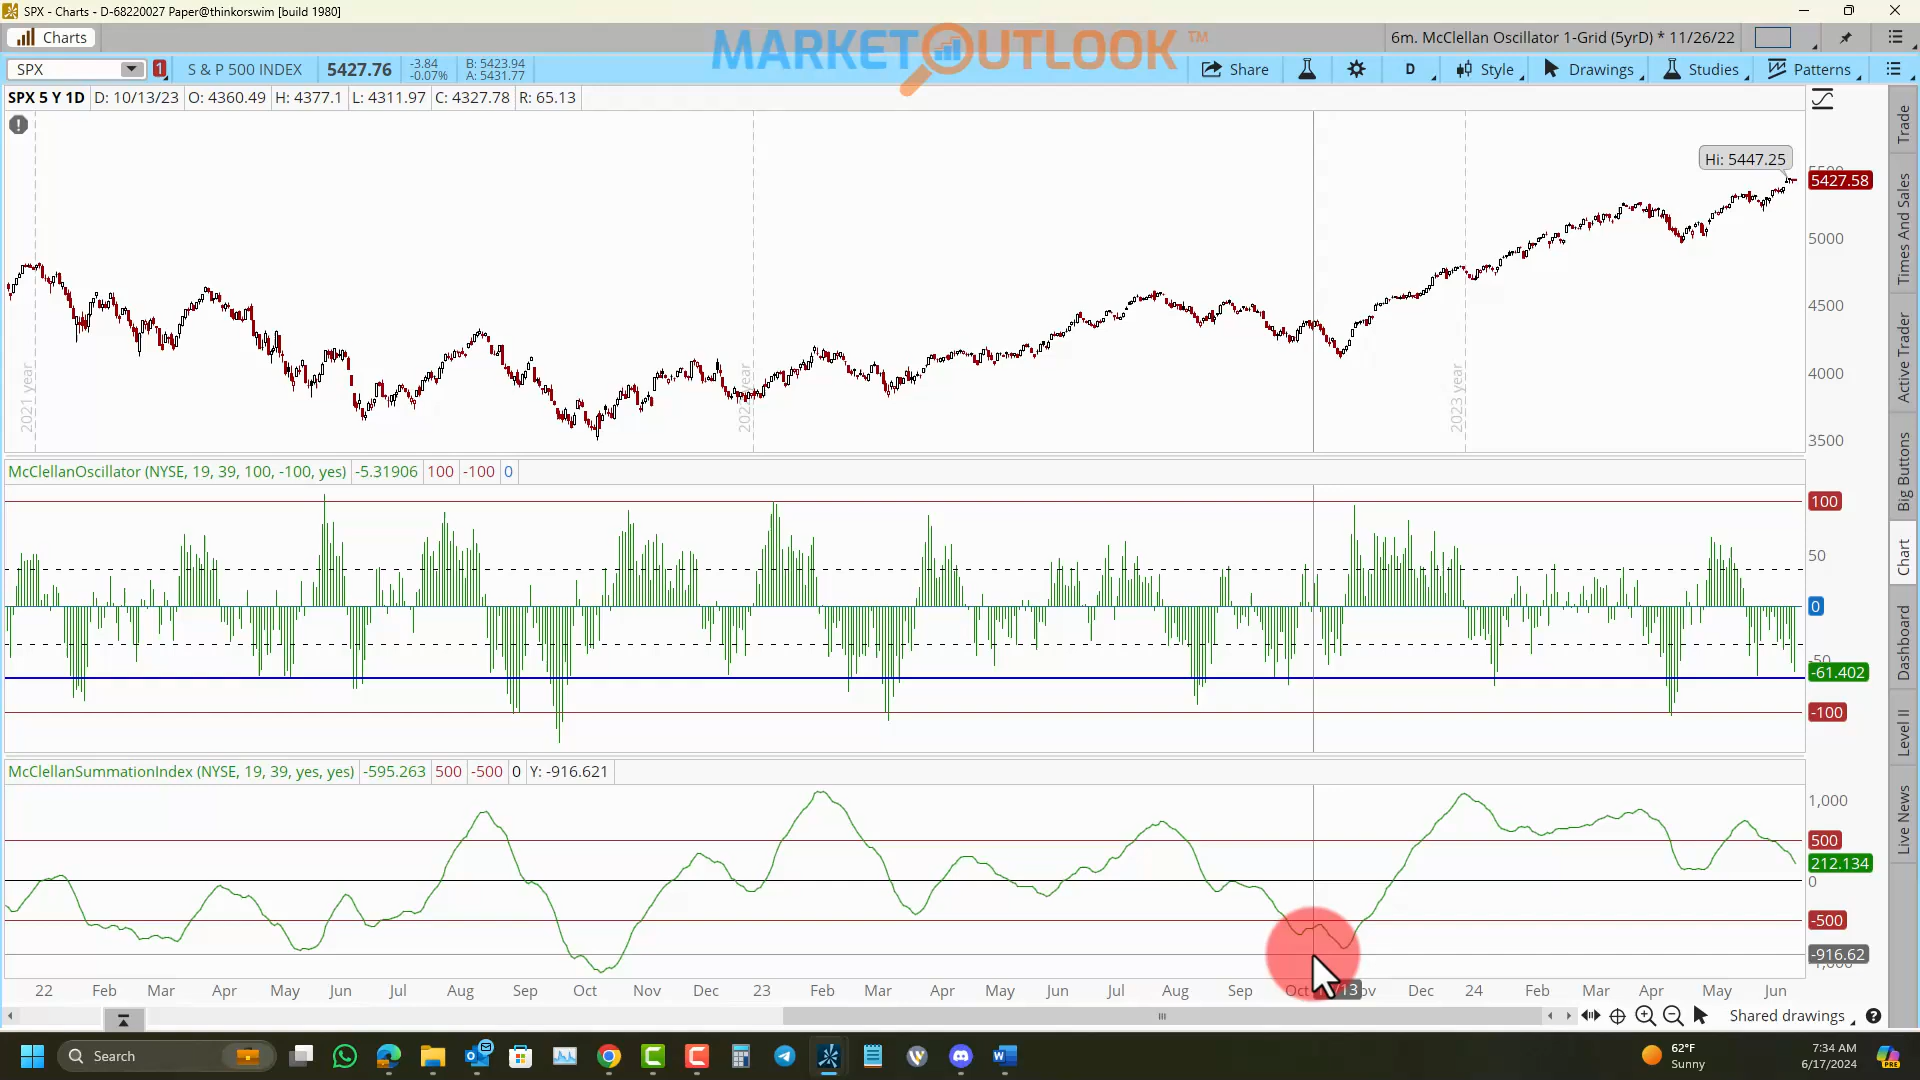 SPX - Charts - D-68220027 Paper@thinkorswim [build 1980]
Charts
MARKET OUTLOOK ™
6m. McClellan Oscillator 1-Grid (5yrD) * 11/26/22
SPX
1
S & P 500 INDEX
5427.76
-3.84
-0.07%
B: 5423.94
A: 5431.77
Share
D
Style
Drawings
Studies
Patterns
SPX 5 Y 1D
D: 10/13/23
O: 4360.49
H: 4377.1
L: 4311.97
C: 4327.78
R: 65.13
Hi: 5447.25
5427.58
5000
4500
4000
3500
2021 year
2023 year
McClellanOscillator (NYSE, 19, 39, 100, -100, yes)
-5.31906
100
-100
0
100
50
0
-61.402
-100
McClellanSummationIndex (NYSE, 19, 39, yes, yes)
-595.263
500
-500
0
Y: -916.621
1,000
500
212.134
0
-500
-916.62
22 Feb Mar Apr May Jun Jul Aug Sep Oct Nov Dec 23 Feb Mar Apr May Jun Jul Aug Sep Oct Dec 24 Feb Mar Apr May Jun
Shared drawings
Trade
Times And Sales
Active Trader
Big Buttons
Chart
Dashboard
Level II
Live News
Search
62°F
Sunny
7:34 AM
6/17/2024
PRE